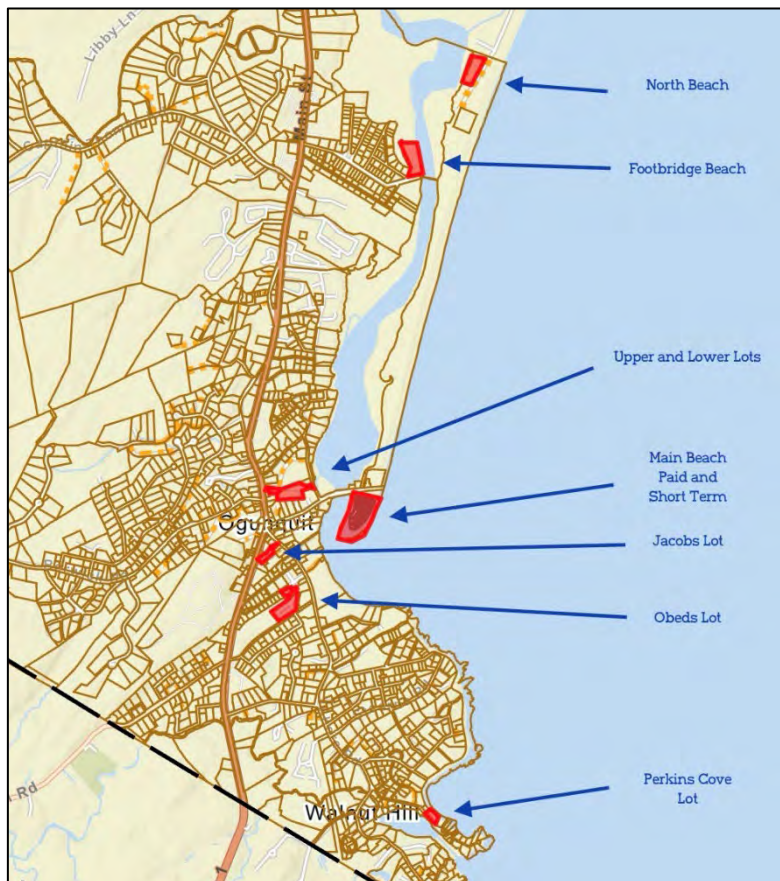 Libby Ln
Main St
North Beach
Footbridge Beach
Upper and Lower Lots
Main Beach
Paid and
Short Term
Ogunquit
Jacobs Lot
Obeds Lot
Perkins Cove
Lot
Walnut Hill
Rd
1